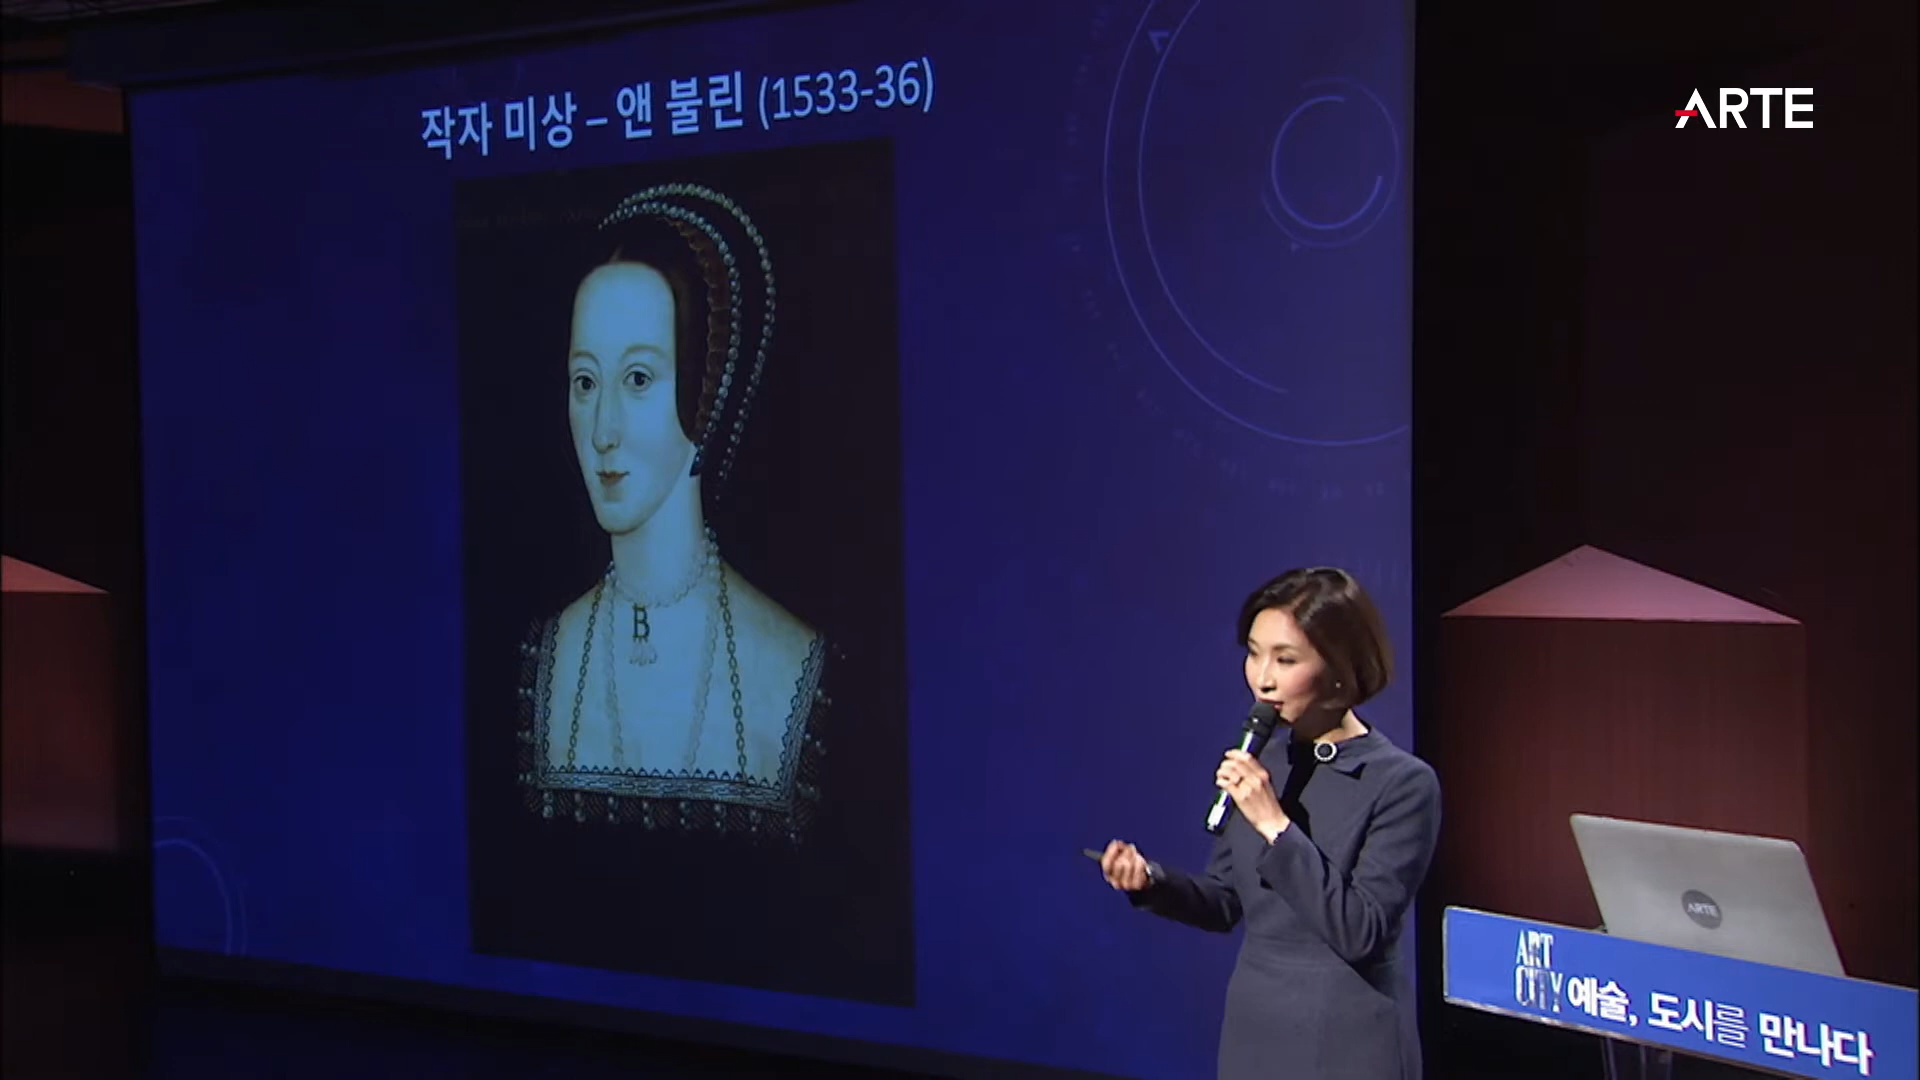 작자 미상 – 앤 불린 (1533-36)
ARTE
B
ARTE
ART
CITY 예술, 도시를 만나다